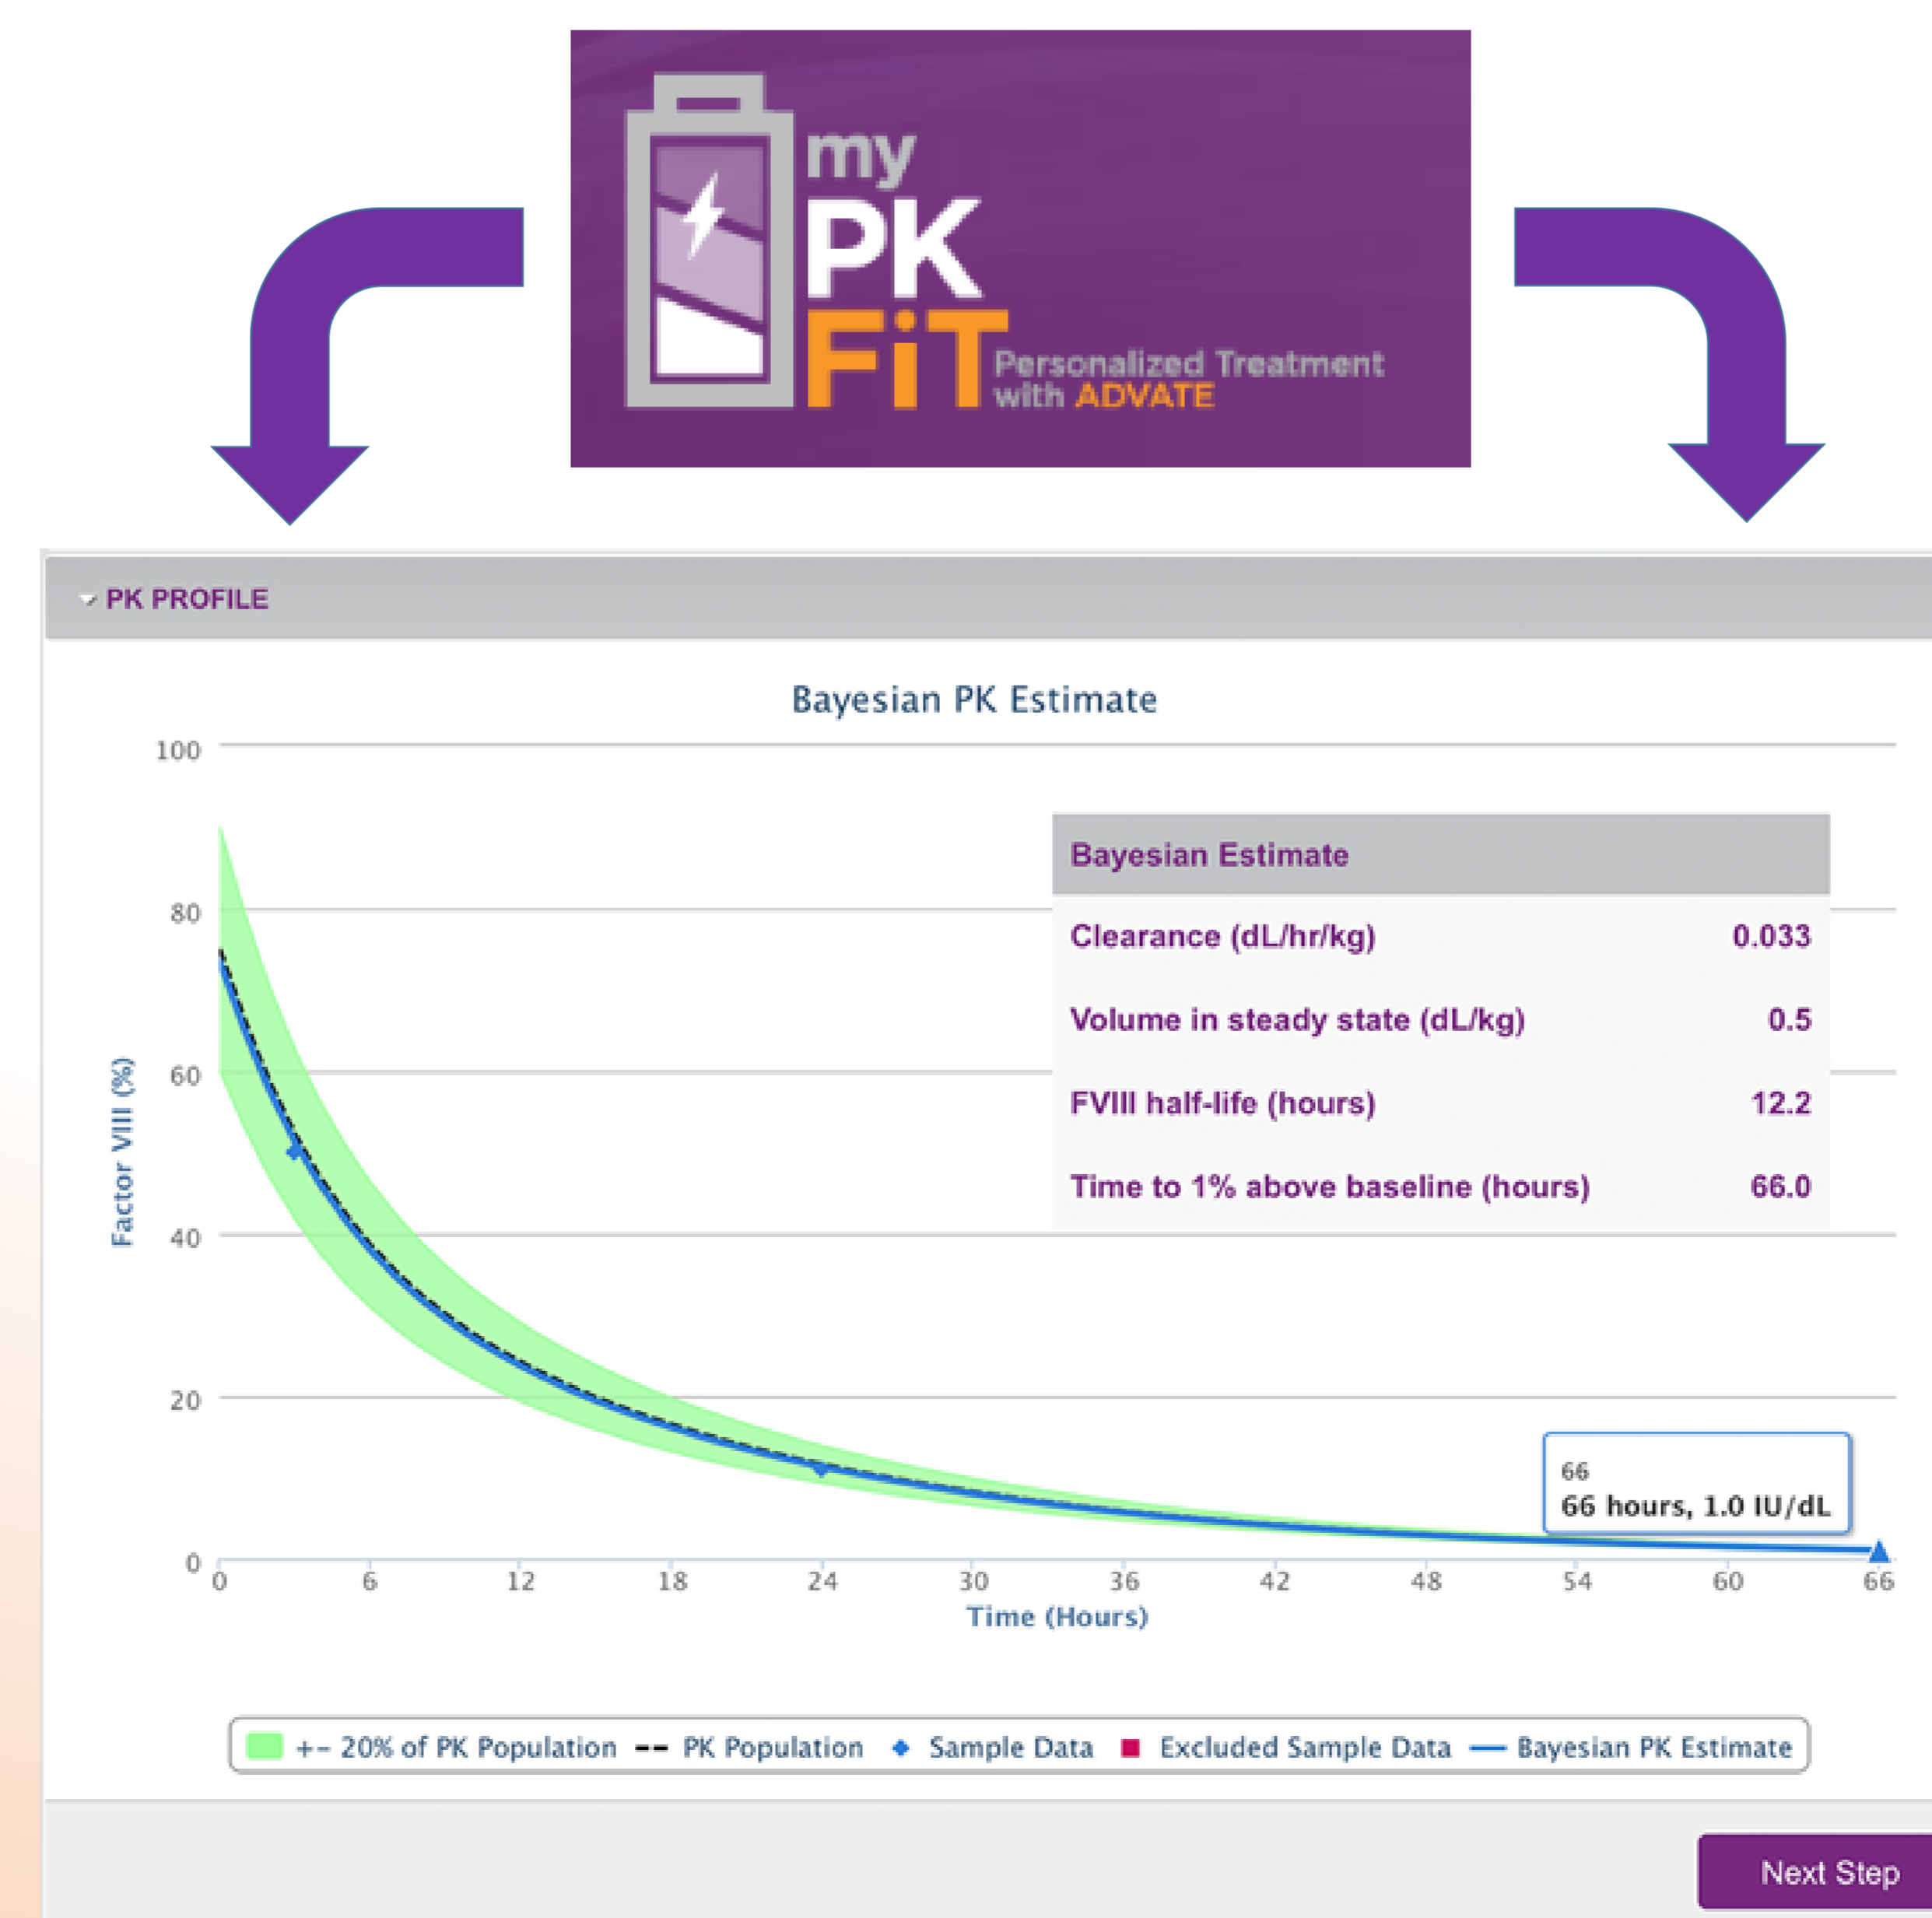 my
PK
FiT
Personalized Treatment
with ADVATE
PK PROFILE
Bayesian PK Estimate
100
80
60
40
20
0
Factor VIII (%)
Bayesian Estimate
Clearance (dL/hr/kg) 0.033
Volume in steady state (dL/kg) 0.5
FVIII half-life (hours) 12.2
Time to 1% above baseline (hours) 66.0
66
66 hours, 1.0 IU/dL
0 6 12 18 24 30 36 42 48 54 60 66
Time (Hours)
+- 20% of PK Population PK Population Sample Data Excluded Sample Data Bayesian PK Estimate
Next Step